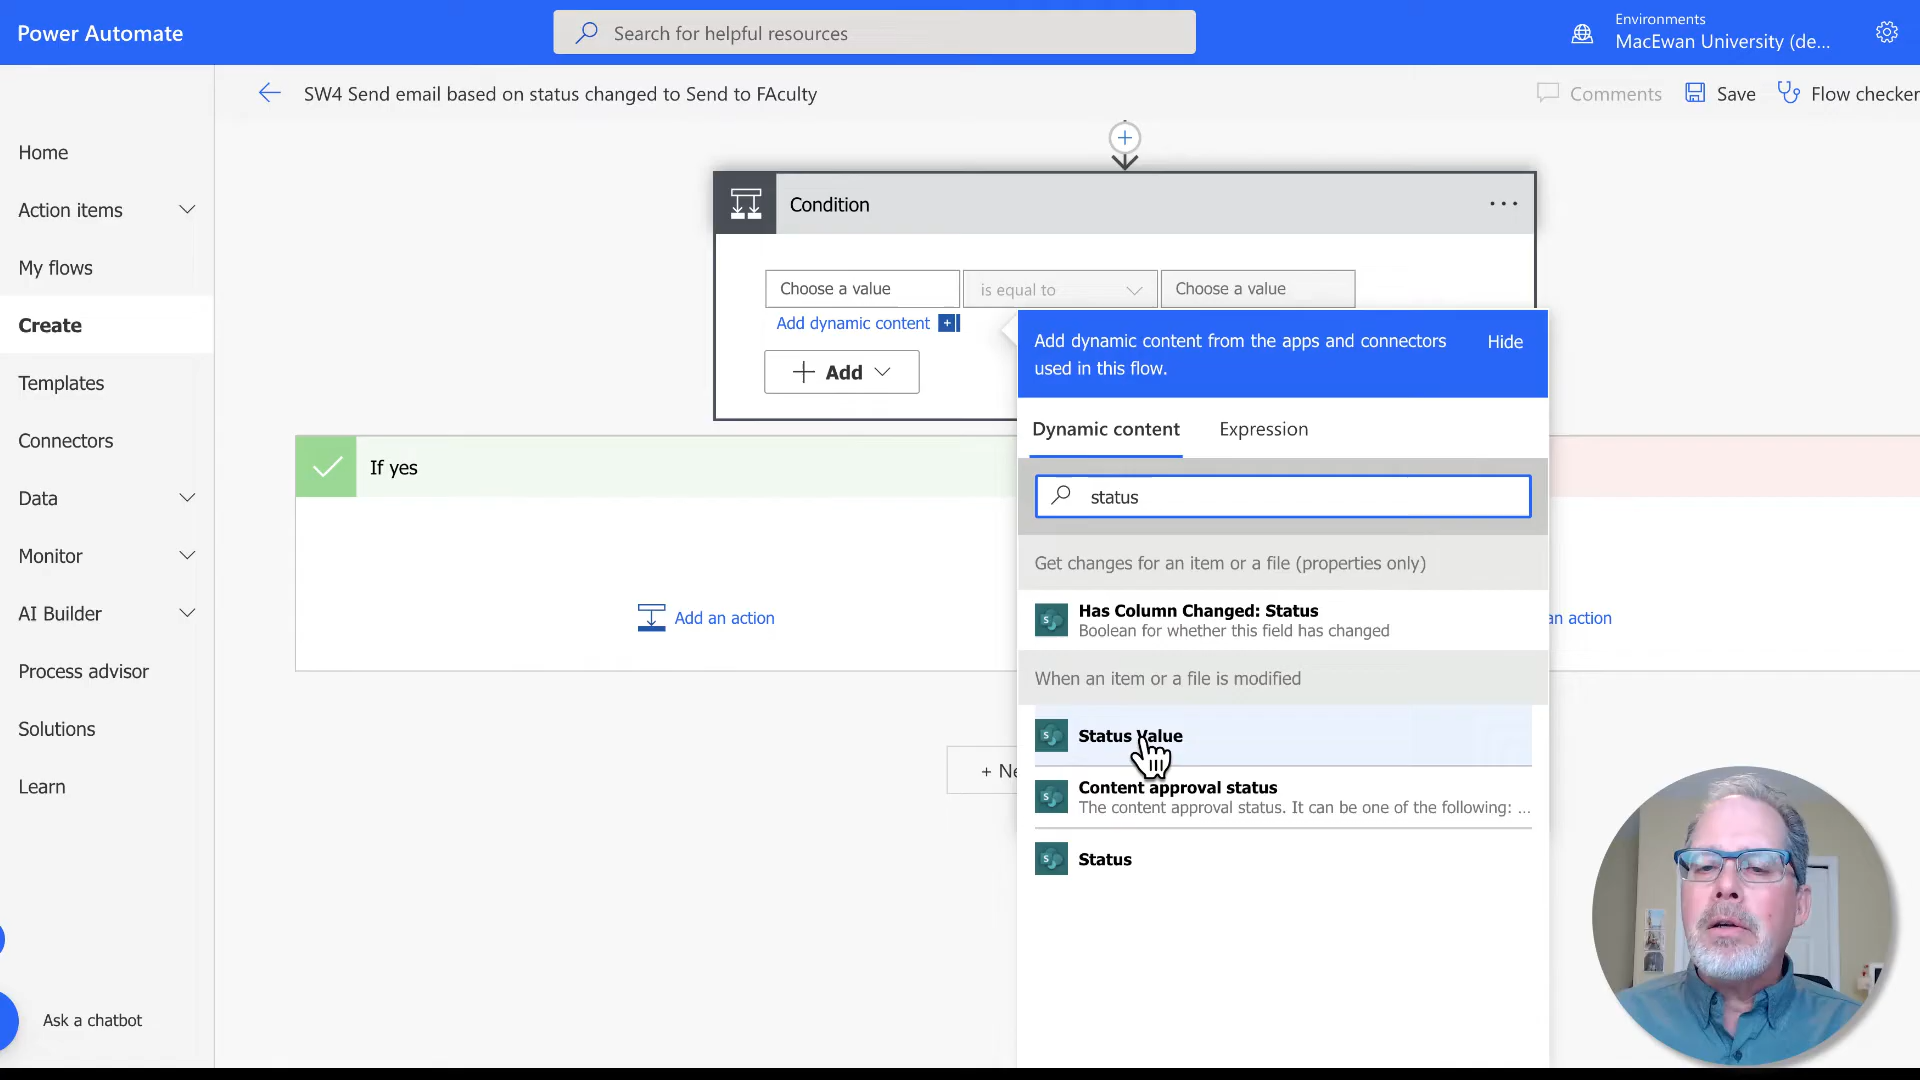 Power Automate
Search for helpful resources
Environments
MacEwan University (de...
SW4 Send email based on status changed to Send to FAculty
Comments
Save
Flow checker
Home
Action items
My flows
Create
Templates
Connectors
Data
Monitor
AI Builder
Process advisor
Solutions
Learn
Ask a chatbot
Condition
...
Choose a value
is equal to
Choose a value
Add dynamic content
Add
If yes
Add an action
an action
+ Ne
Add dynamic content from the apps and connectors
used in this flow.
Hide
Dynamic content
Expression
status
Get changes for an item or a file (properties only)
Has Column Changed: Status
Boolean for whether this field has changed
When an item or a file is modified
Status Value
Content approval status
The content approval status. It can be one of the following: ...
Status